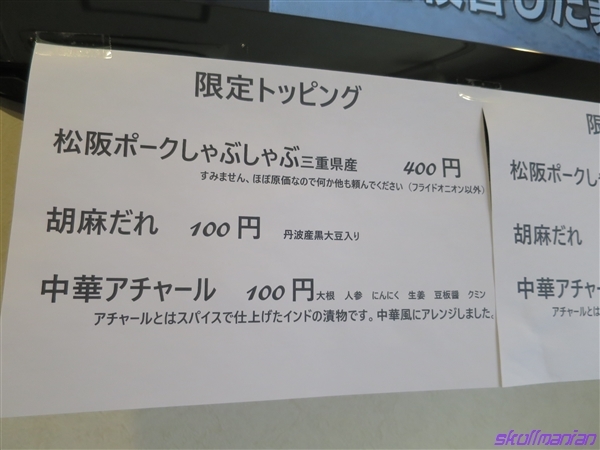 限定トッピング
松阪ポークしゃぶしゃぶ三重県産 400円
すみません、ほぼ原価なので何か他も頼んでください（フライドオニオン以外）
胡麻だれ 100円 丹波産黒大豆入り
中華アチャール 100円 大根 人参 にんにく 生姜 豆板醤 クミン
アチャールとはスパイスで仕上げたインドの漬物です。中華風にアレンジしました。
限
松阪ポーク
胡麻だれ
中華アチャ
アチャールとは
skullmanian